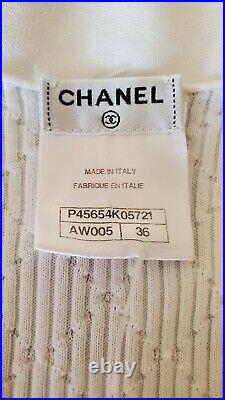 CHANEL
MADE IN ITALY
FABRIQUE EN ITALIE
P45654K05721
AW005 36